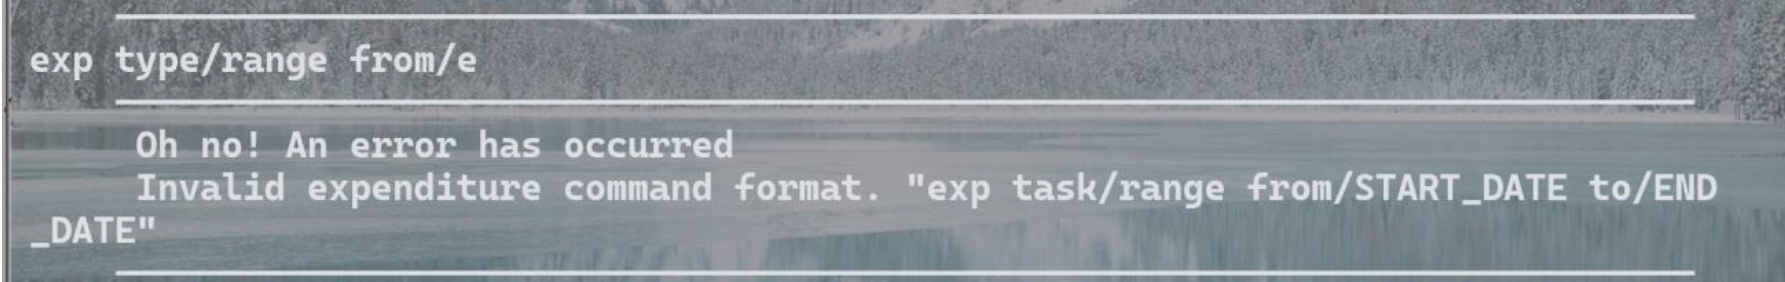 exp type/range from/e
Oh no! An error has occurred
Invalid expenditure command format. "exp task/range from/START_DATE to/END
_DATE"